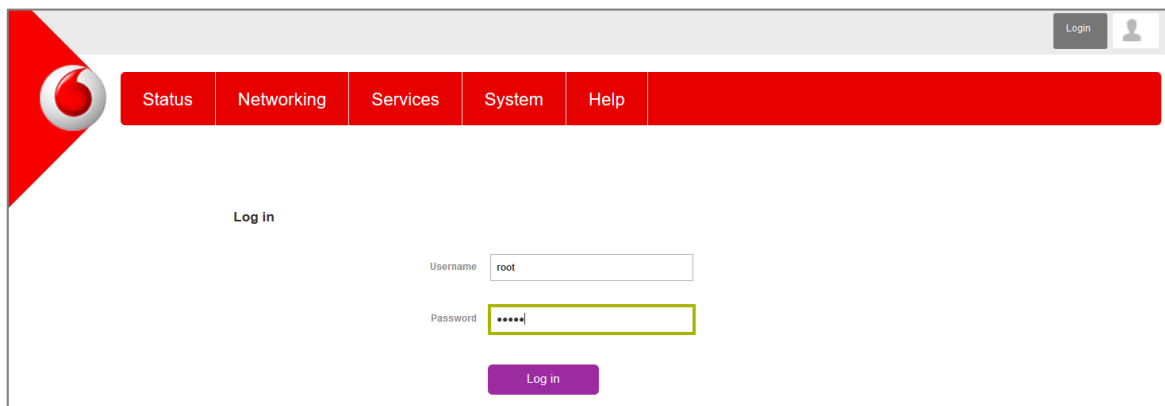 Login
Status Networking Services System Help
Log in
Username root
Password •••••
Log in